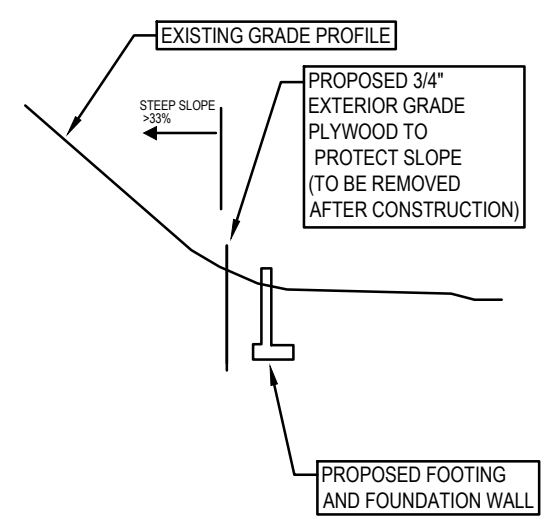 EXISTING GRADE PROFILE
STEEP SLOPE
>33%
PROPOSED 3/4"
EXTERIOR GRADE
PLYWOOD TO
PROTECT SLOPE
(TO BE REMOVED
AFTER CONSTRUCTION)
PROPOSED FOOTING
AND FOUNDATION WALL